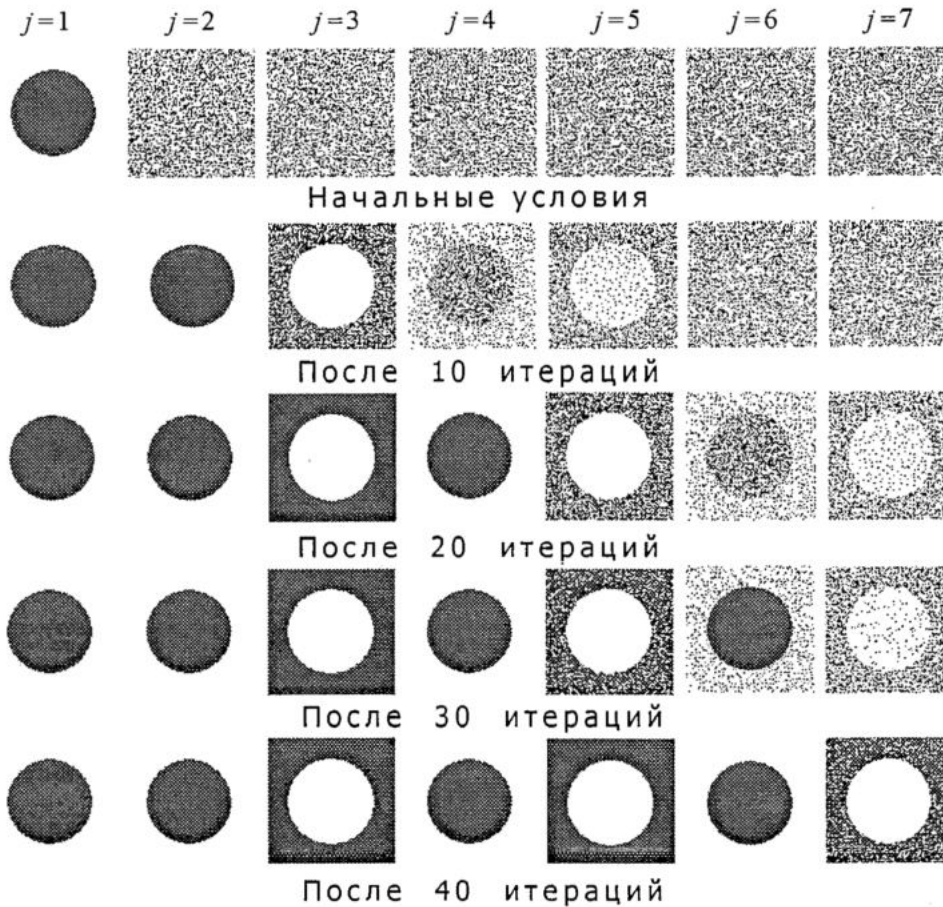 j=1 j=2 j=3 j=4 j=5 j=6 j=7
Начальные условия
После 10 итераций
После 20 итераций
После 30 итераций
После 40 итераций